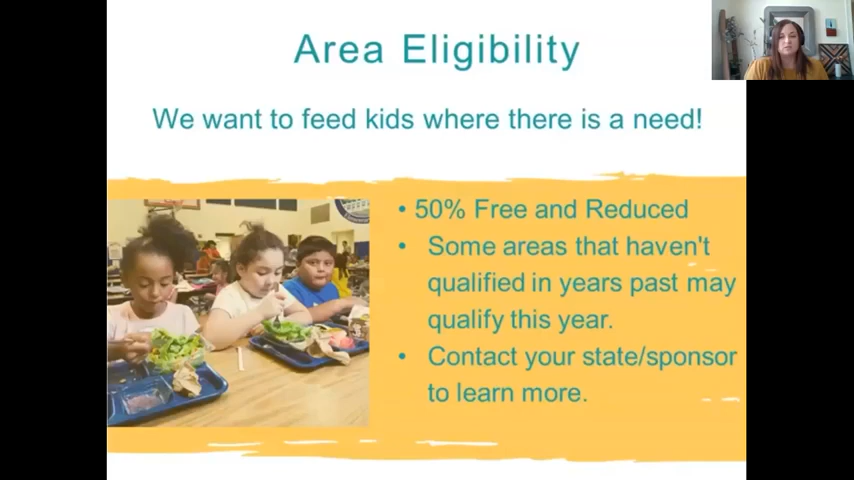 Area Eligibility
We want to feed kids where there is a need!
• 50% Free and Reduced
• Some areas that haven't
qualified in years past may
qualify this year.
• Contact your state/sponsor
to learn more.